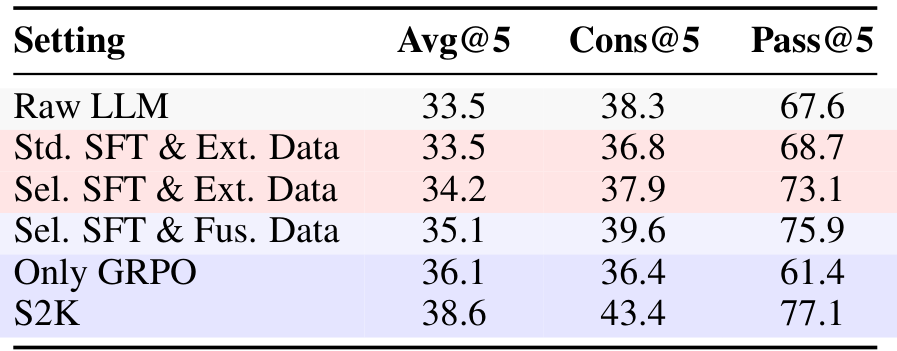 Setting Avg@5 Cons@5 Pass@5
Raw LLM 33.5 38.3 67.6
Std. SFT & Ext. Data 33.5 36.8 68.7
Sel. SFT & Ext. Data 34.2 37.9 73.1
Sel. SFT & Fus. Data 35.1 39.6 75.9
Only GRPO 36.1 36.4 61.4
S2K 38.6 43.4 77.1